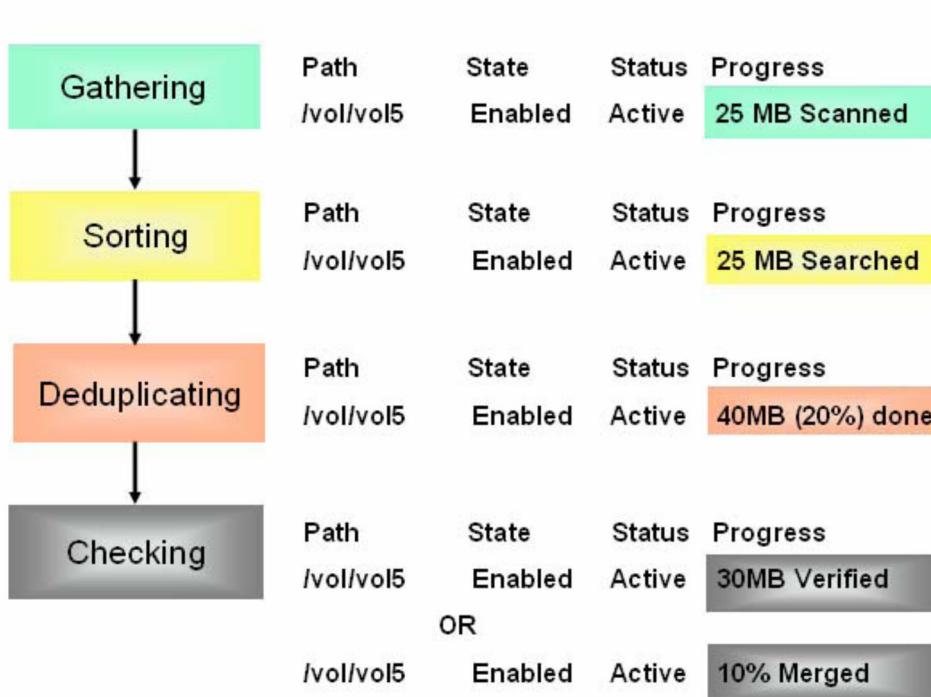 Gathering
Path State Status Progress
/vol/vol5 Enabled Active 25 MB Scanned
Sorting
Path State Status Progress
/vol/vol5 Enabled Active 25 MB Searched
Deduplicating
Path State Status Progress
/vol/vol5 Enabled Active 40MB (20%) done
Checking
Path State Status Progress
/vol/vol5 Enabled Active 30MB Verified
OR
/vol/vol5 Enabled Active 10% Merged